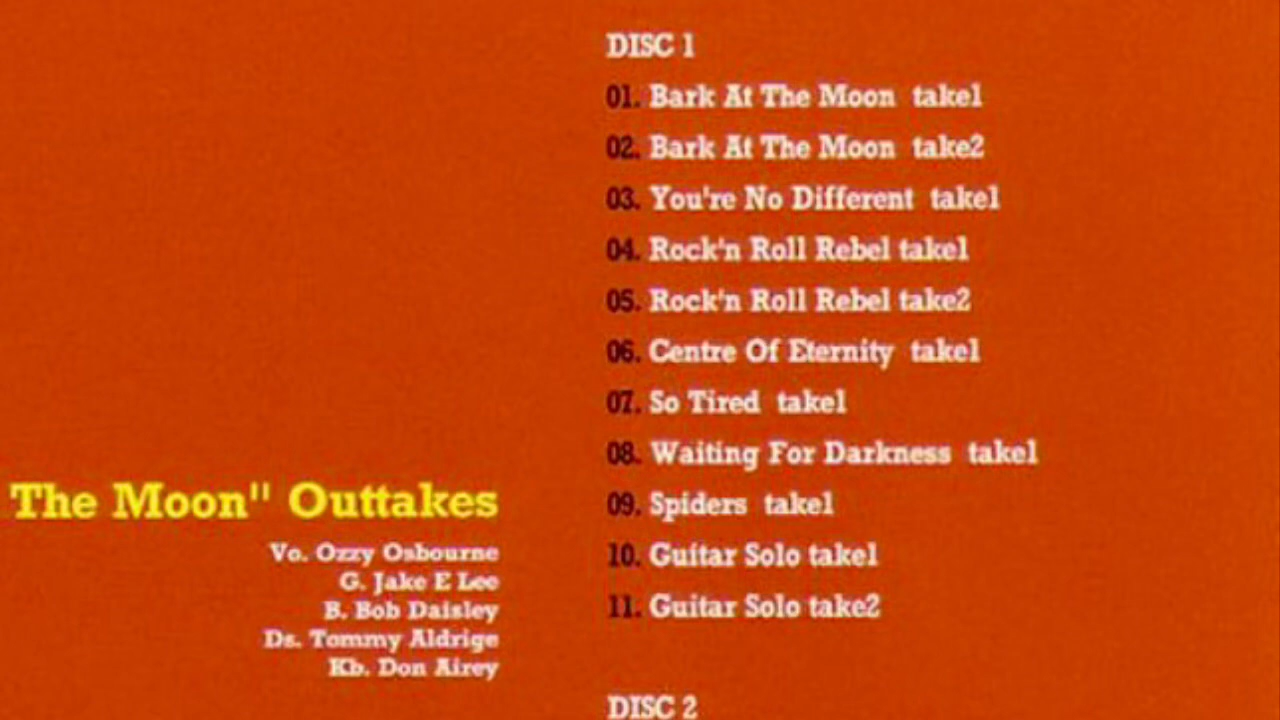 The Moon" Outtakes
Vo. Ozzy Osbourne
G. Jake E Lee
B. Bob Daisley
Ds. Tommy Aldrige
Kb. Don Airey
DISC 1
01. Bark At The Moon take1
02. Bark At The Moon take2
03. You're No Different take1
04. Rock'n Roll Rebel take1
05. Rock'n Roll Rebel take2
06. Centre Of Eternity take1
07. So Tired take1
08. Waiting For Darkness take1
09. Spiders take1
10. Guitar Solo take1
11. Guitar Solo take2
DISC 2